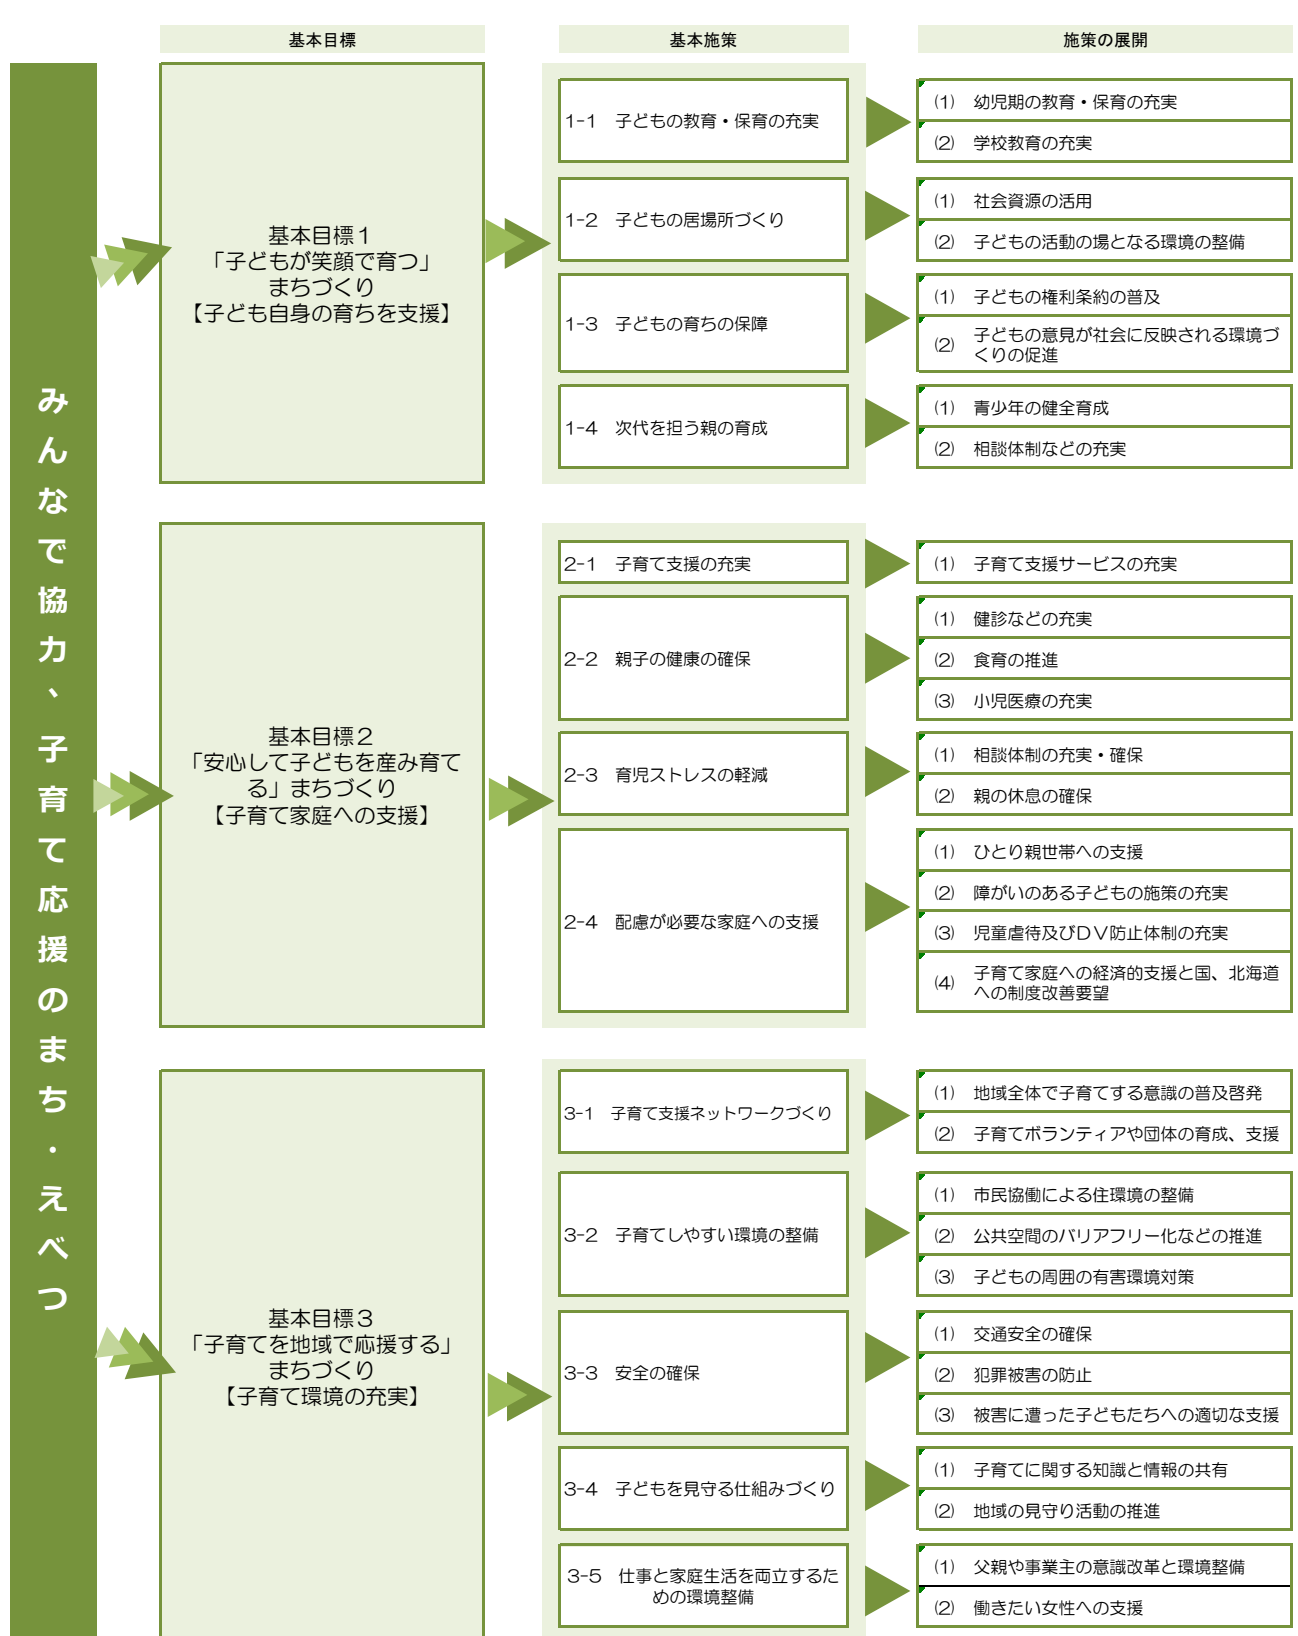 基本目標
基本施策
施策の展開
みんなで協力、子育て応援のまち・えべつ
基本目標１
「子どもが笑顔で育つ」
まちづくり
【子ども自身の育ちを支援】
1-1　子どもの教育・保育の充実
(1)　幼児期の教育・保育の充実
(2)　学校教育の充実
1-2　子どもの居場所づくり
(1)　社会資源の活用
(2)　子どもの活動の場となる環境の整備
1-3　子どもの育ちの保障
(1)　子どもの権利条約の普及
(2)　子どもの意見が社会に反映される環境づ
くりの促進
1-4　次代を担う親の育成
(1)　青少年の健全育成
(2)　相談体制などの充実
基本目標２
「安心して子どもを産み育て
る」まちづくり
【子育て家庭への支援】
2-1　子育て支援の充実
(1)　子育て支援サービスの充実
2-2　親子の健康の確保
(1)　健診などの充実
(2)　食育の推進
(3)　小児医療の充実
2-3　育児ストレスの軽減
(1)　相談体制の充実・確保
(2)　親の休息の確保
2-4　配慮が必要な家庭への支援
(1)　ひとり親世帯への支援
(2)　障がいのある子どもの施策の充実
(3)　児童虐待及びＤＶ防止体制の充実
(4)　子育て家庭への経済的支援と国、北海道
への制度改善要望
基本目標３
「子育てを地域で応援する」
まちづくり
【子育て環境の充実】
3-1　子育て支援ネットワークづくり
(1)　地域全体で子育てする意識の普及啓発
(2)　子育てボランティアや団体の育成、支援
3-2　子育てしやすい環境の整備
(1)　市民協働による住環境の整備
(2)　公共空間のバリアフリー化などの推進
(3)　子どもの周囲の有害環境対策
3-3　安全の確保
(1)　交通安全の確保
(2)　犯罪被害の防止
(3)　被害に遭った子どもたちへの適切な支援
3-4　子どもを見守る仕組みづくり
(1)　子育てに関する知識と情報の共有
(2)　地域の見守り活動の推進
3-5　仕事と家庭生活を両立するた
めの環境整備
(1)　父親や事業主の意識改革と環境整備
(2)　働きたい女性への支援